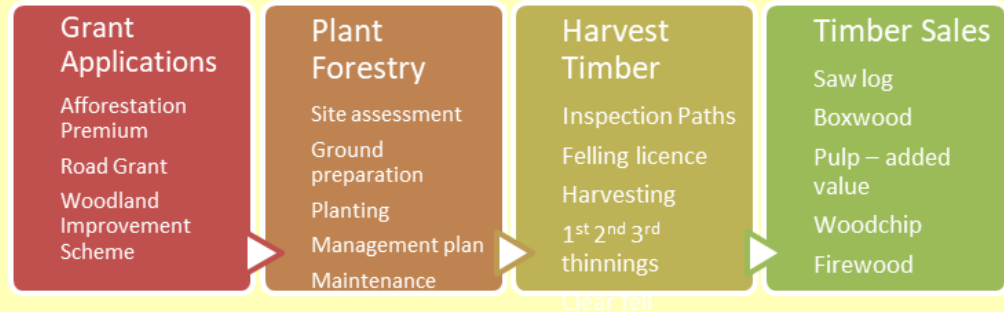 Grant
Applications
Afforestation
Premium
Road Grant
Woodland
Improvement
Scheme
Plant
Forestry
Site assessment
Ground
preparation
Planting
Management plan
Maintenance
Harvest
Timber
Inspection Paths
Felling licence
Harvesting
1st 2nd 3rd
thinnings
Clear fell
Timber Sales
Saw log
Boxwood
Pulp – added
value
Woodchip
Firewood